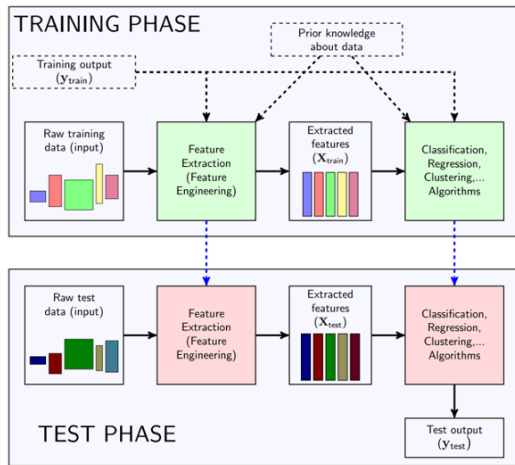 TRAINING PHASE
Prior knowledge
about data
Training output
(y_train)
Raw training
data (input)
Feature
Extraction
(Feature
Engineering)
Extracted
features
(X_train)
Classification,
Regression,
Clustering,...
Algorithms
Raw test
data (input)
Feature
Extraction
(Feature
Engineering)
Extracted
features
(X_test)
Classification,
Regression,
Clustering,...
Algorithms
TEST PHASE
Test output
(y_test)